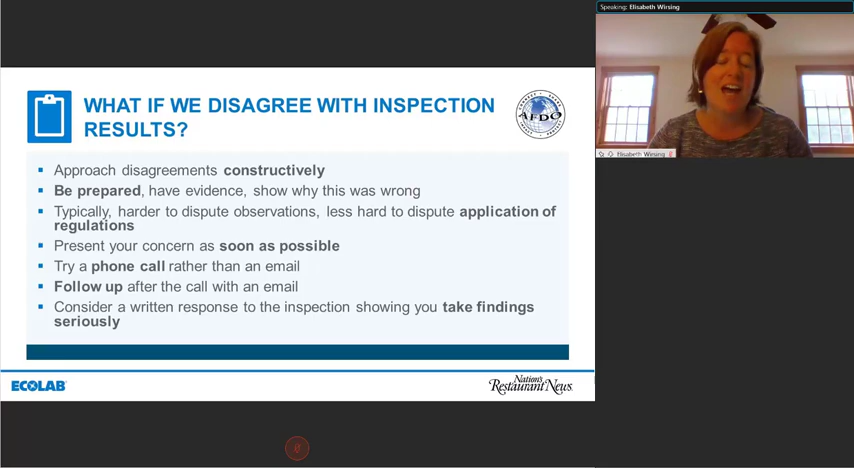 Speaking: Elisabeth Wirsing
WHAT IF WE DISAGREE WITH INSPECTION
RESULTS?
AFDO
▪ Approach disagreements constructively
▪ Be prepared, have evidence, show why this was wrong
▪ Typically, harder to dispute observations, less hard to dispute application of
regulations
▪ Present your concern as soon as possible
▪ Try a phone call rather than an email
▪ Follow up after the call with an email
▪ Consider a written response to the inspection showing you take findings
seriously
Elisabeth Wirsing
ECOLAB
Nation's
Restaurant News